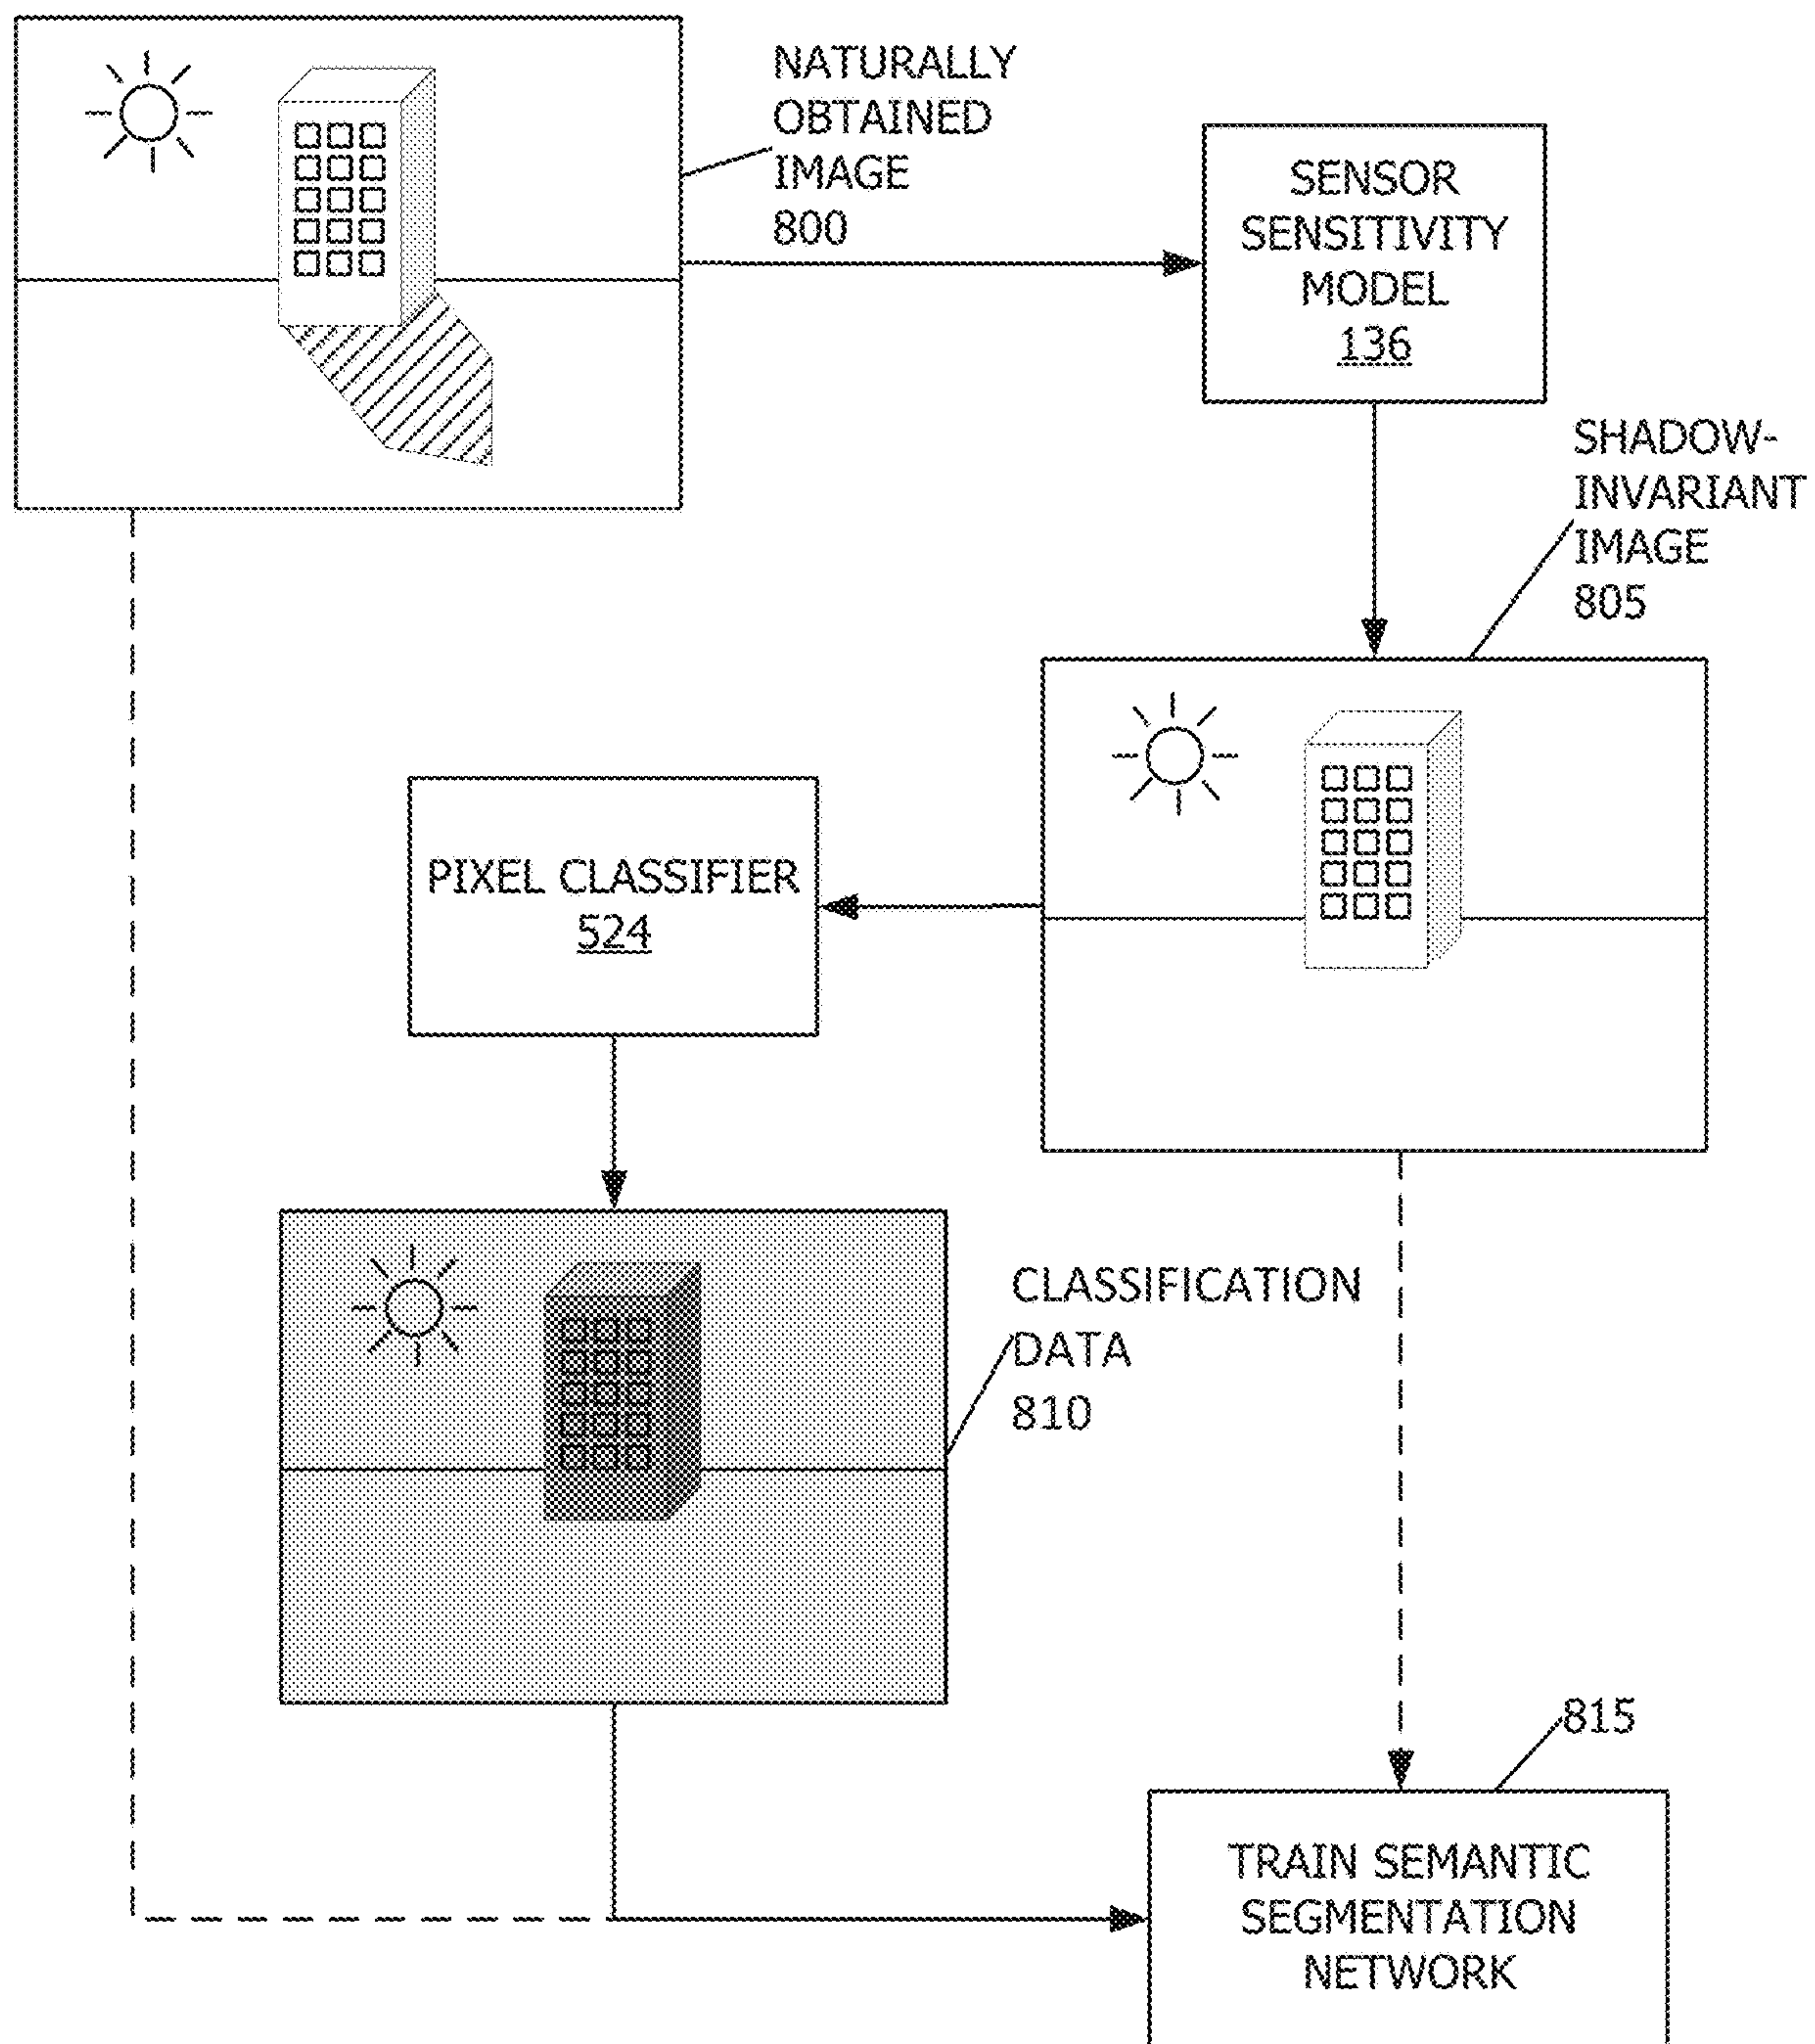 NATURALLY
OBTAINED
IMAGE
800
SENSOR
SENSITIVITY
MODEL
136
SHADOW-
INVARIANT
IMAGE
805
PIXEL CLASSIFIER
524
CLASSIFICATION
DATA
810
815
TRAIN SEMANTIC
SEGMENTATION
NETWORK